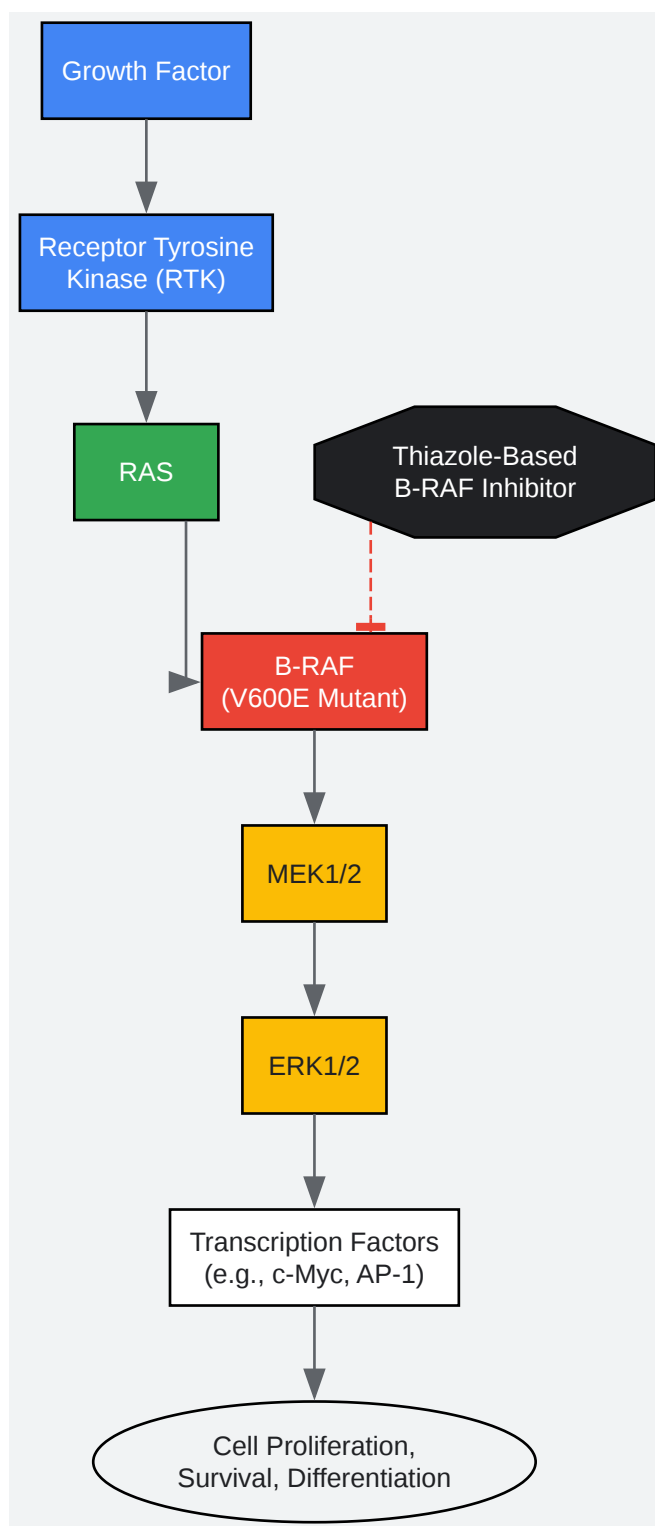 Growth Factor
Receptor Tyrosine
Kinase (RTK)
RAS
Thiazole-Based
B-RAF Inhibitor
B-RAF
(V600E Mutant)
MEK1/2
ERK1/2
Transcription Factors
(e.g., c-Myc, AP-1)
Cell Proliferation,
Survival, Differentiation